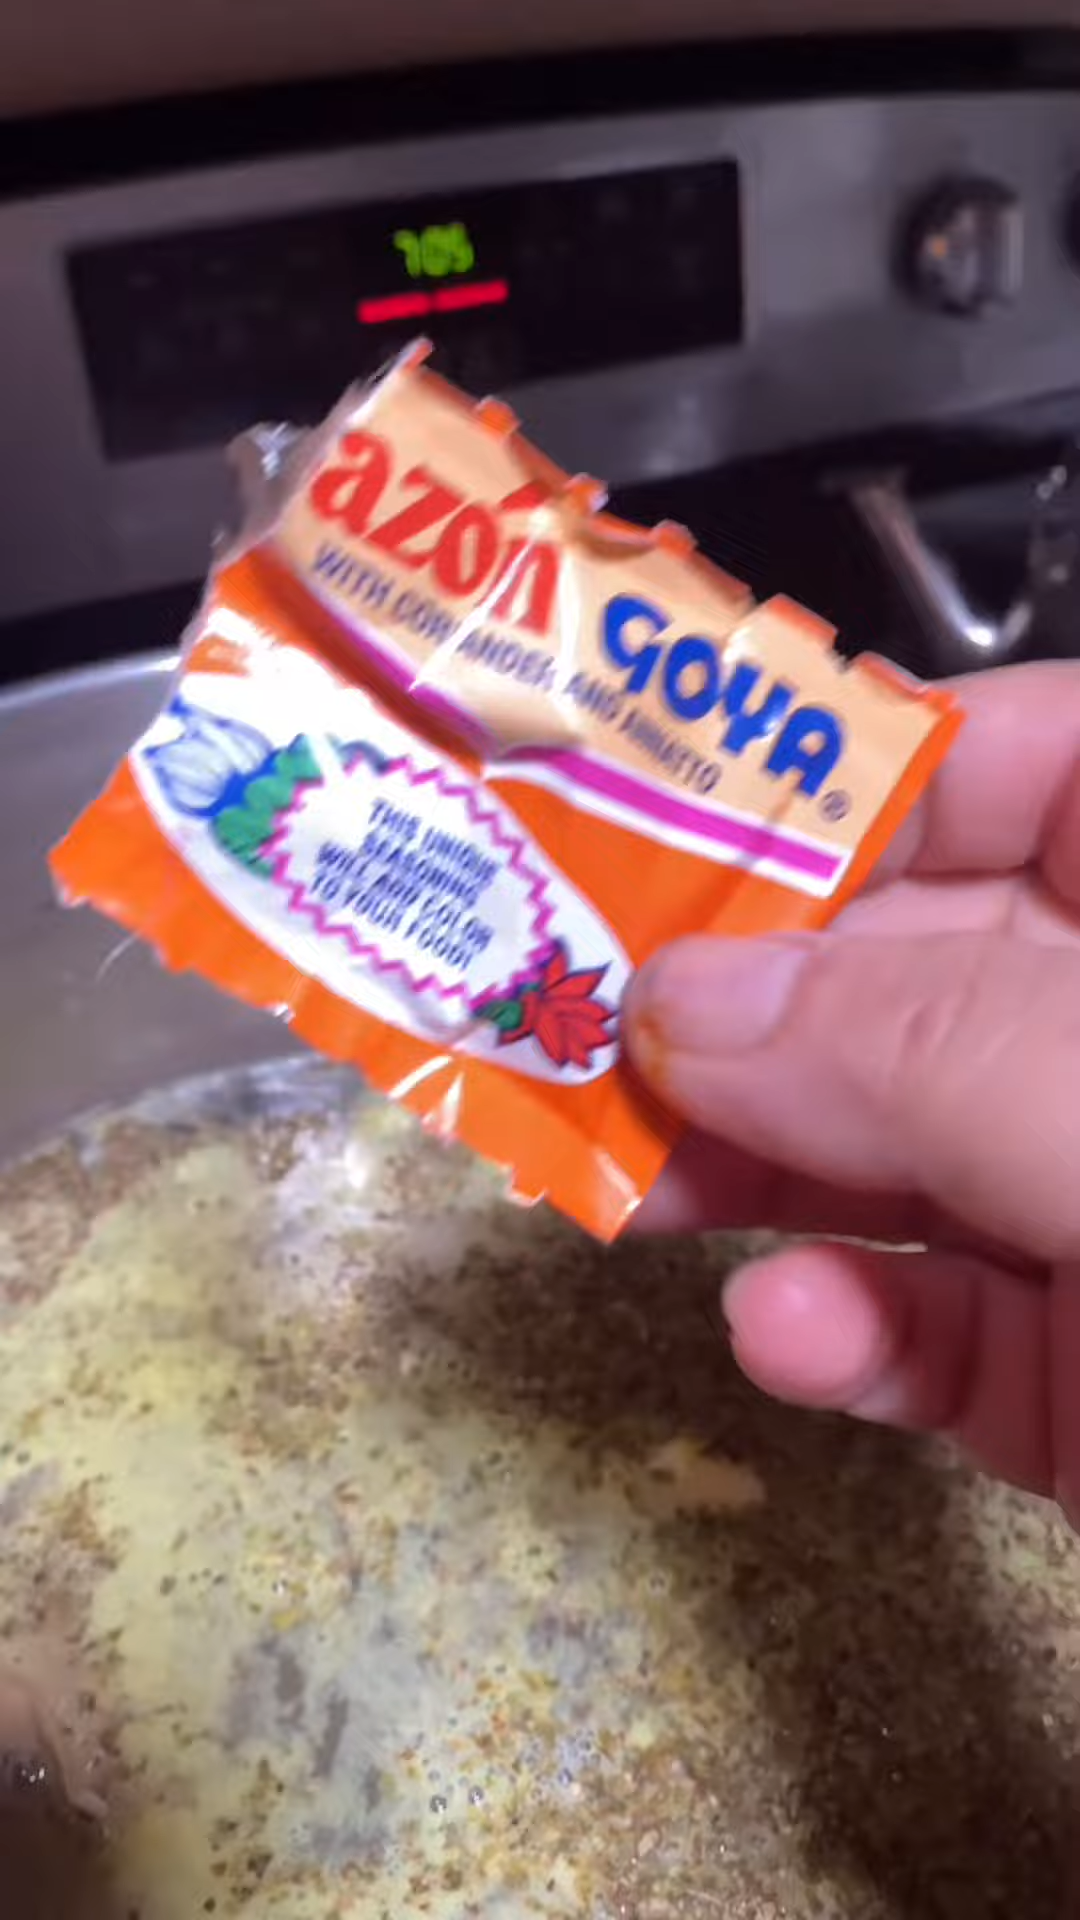 azón GOYA®
WITH CORIANDER AND ANNATTO
THIS UNIQUE
SEASONING
WILL ADD COLOR
TO YOUR FOOD!